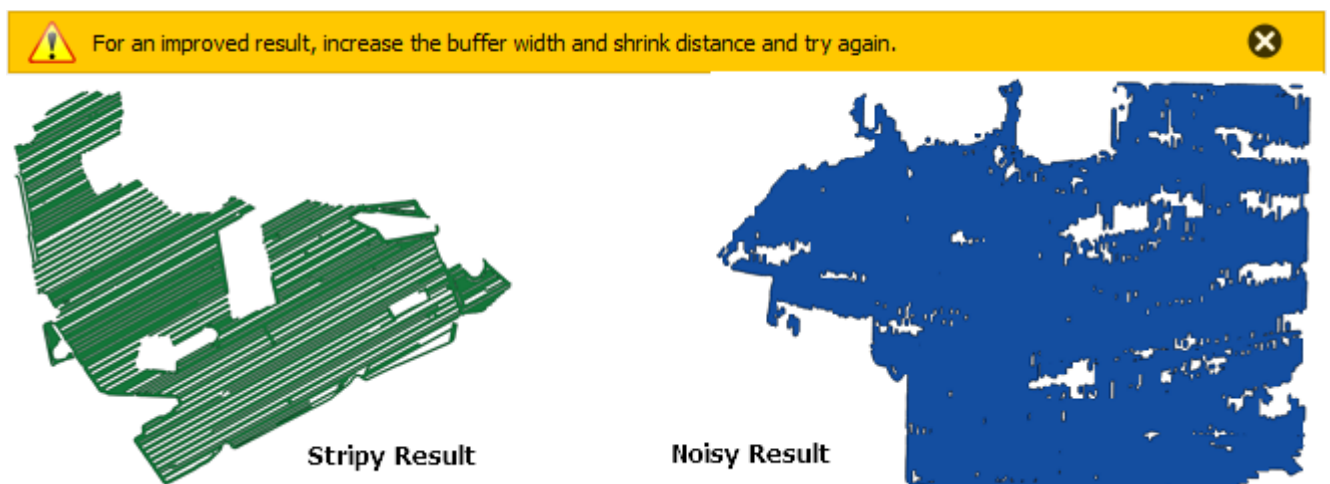 For an improved result, increase the buffer width and shrink distance and try again.
Stripy Result
Noisy Result